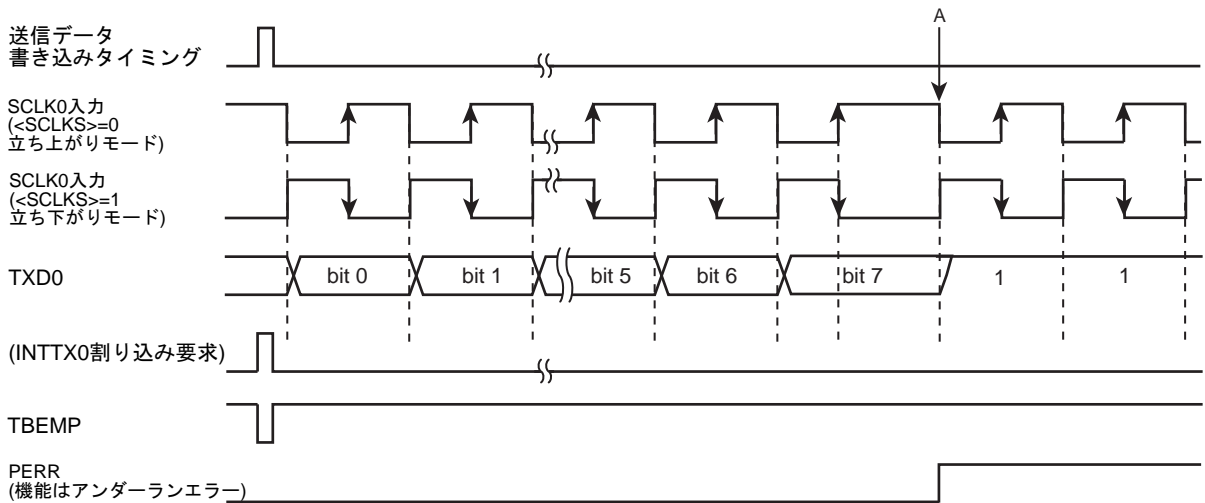 A
送信データ
書き込みタイミング
SCLK0入力
(<SCLKS>=0
立ち上がりモード)
SCLK0入力
(<SCLKS>=1
立ち下がりモード)
TXD0
bit 0
bit 1
bit 5
bit 6
bit 7
1
1
(INTTX0割り込み要求)
TBEMP
PERR
(機能はアンダーランエラー)